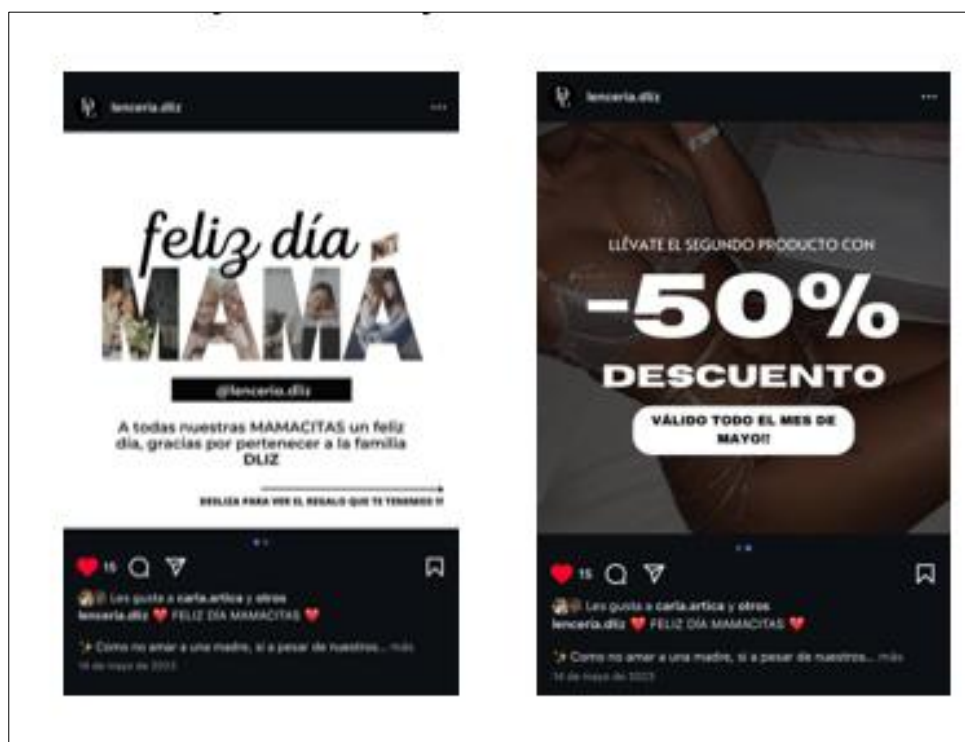 lenceria.dliz
feliz día
MAMÁ
@lenceria.dliz
A todas nuestras MAMACITAS un feliz
día, gracias por pertenecer a la familia
DLIZ
DESLIZA PARA VER EL REGALO QUE TE TENEMOS !!
15
Les gusta a carla.artica y otros
lenceria.dliz ❤️ FELIZ DÍA MAMACITAS ❤️
✨ Como no amar a una madre, si a pesar de nuestros... más
14 de mayo de 2023
lenceria.dliz
LLÉVATE EL SEGUNDO PRODUCTO CON
-50%
DESCUENTO
VÁLIDO TODO EL MES DE
MAYO!!
15
Les gusta a carla.artica y otros
lenceria.dliz ❤️ FELIZ DÍA MAMACITAS ❤️
✨ Como no amar a una madre, si a pesar de nuestros... más
14 de mayo de 2023